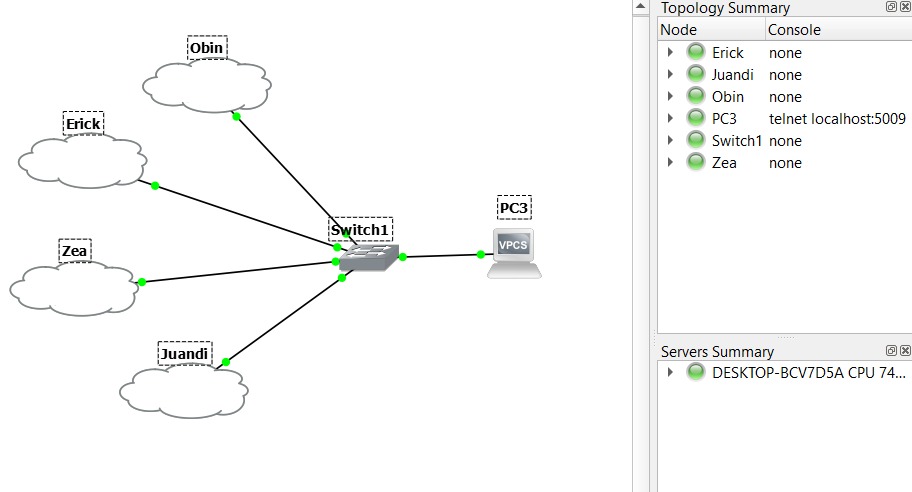 Obin
Erick
Zea
Juandi
Switch1
PC3
VPCS
Topology Summary
Node Console
Erick none
Juandi none
Obin none
PC3 telnet localhost:5009
Switch1 none
Zea none
Servers Summary
DESKTOP-BCV7D5A CPU 74...